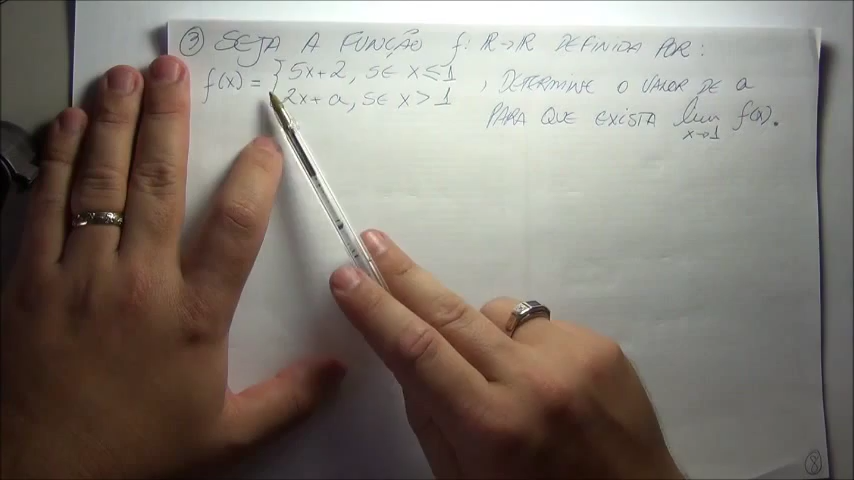 ③ SEJA A FUNÇÃO f: ℝ→ℝ DEFINIDA POR:
f(x) = { 5x+2, SE x ≤ 1
2x+a, SE x > 1
, DETERMINE O VALOR DE a
PARA QUE EXISTA lim f(x).
x→1
8